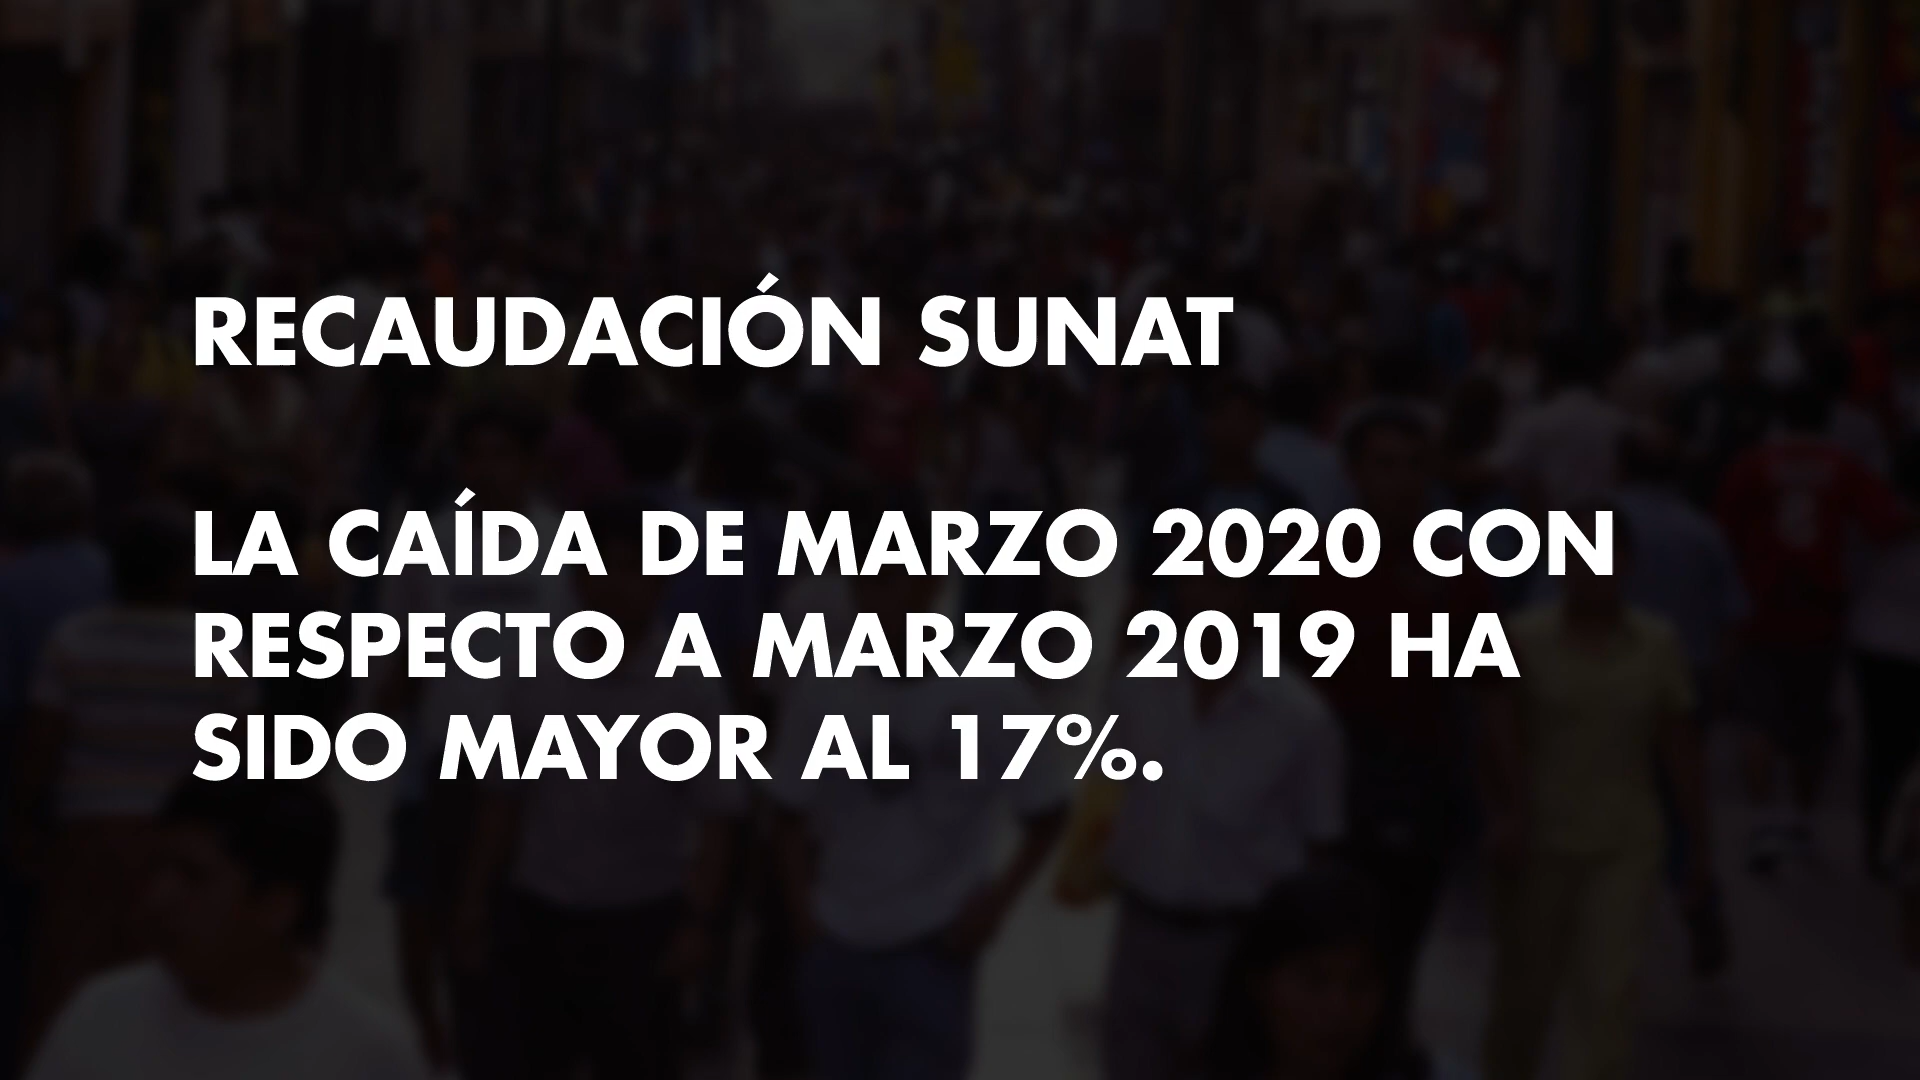 RECAUDACIÓN SUNAT
LA CAÍDA DE MARZO 2020 CON
RESPECTO A MARZO 2019 HA
SIDO MAYOR AL 17%.